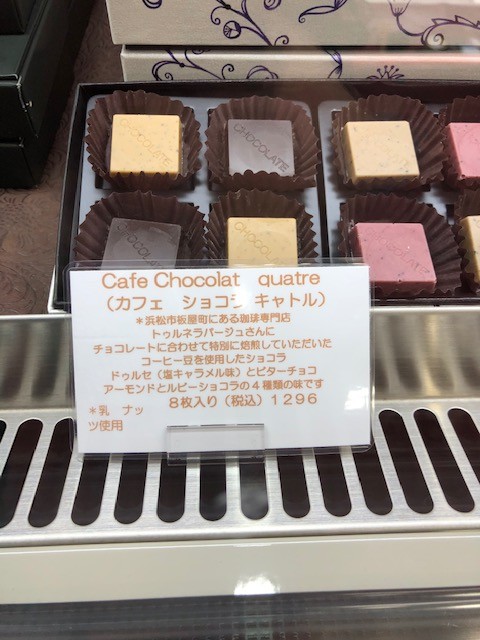 CHOCOLATE
CHOCOLATE
CHOCOLATE
CHOCOL
Cafe Chocolat quatre
（カフェ ショコラ キャトル）
＊浜松市板屋町にある珈琲専門店
トゥルネラパージュさんに
チョコレートに合わせて特別に焙煎していただいた
コーヒー豆を使用したショコラ
ドゥルセ（塩キャラメル味）とビターチョコ
アーモンドとルビーショコラの４種類の味です
＊乳 ナッ
ツ使用
８枚入り（税込）１２９６